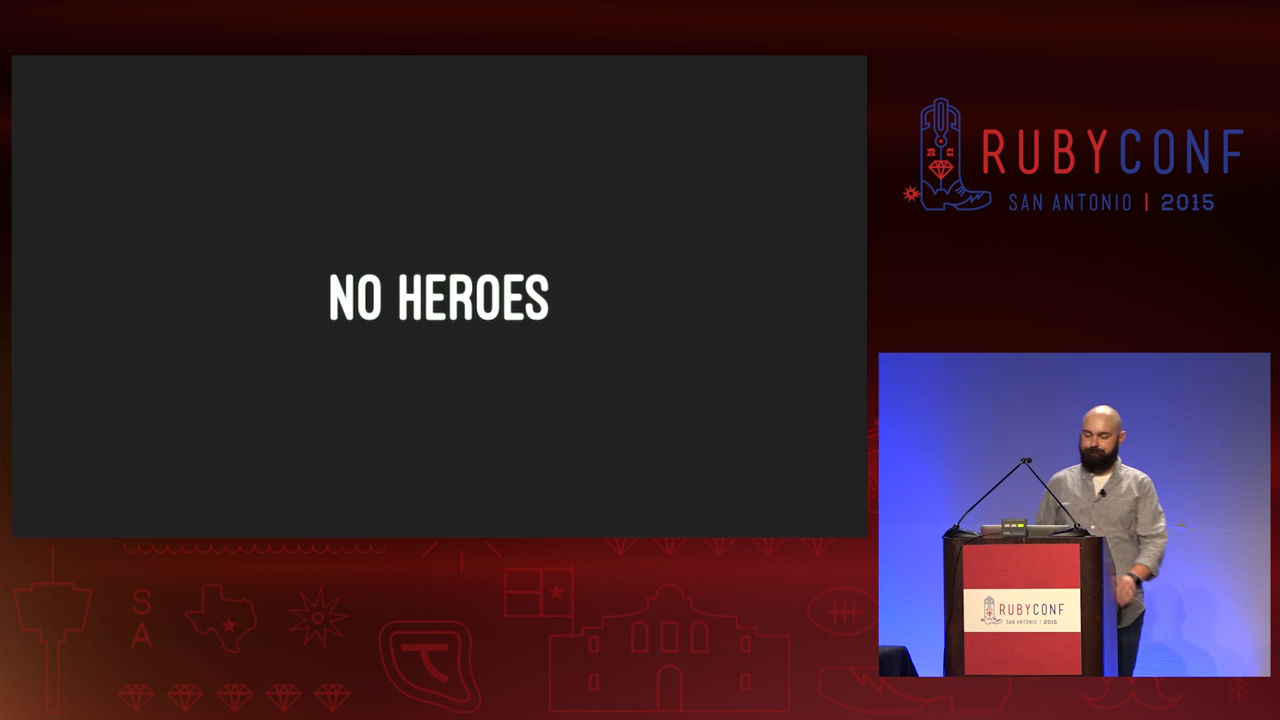 NO HEROES
RUBYCONF
SAN ANTONIO | 2015
S
A
RUBYCONF
SAN ANTONIO | 2015